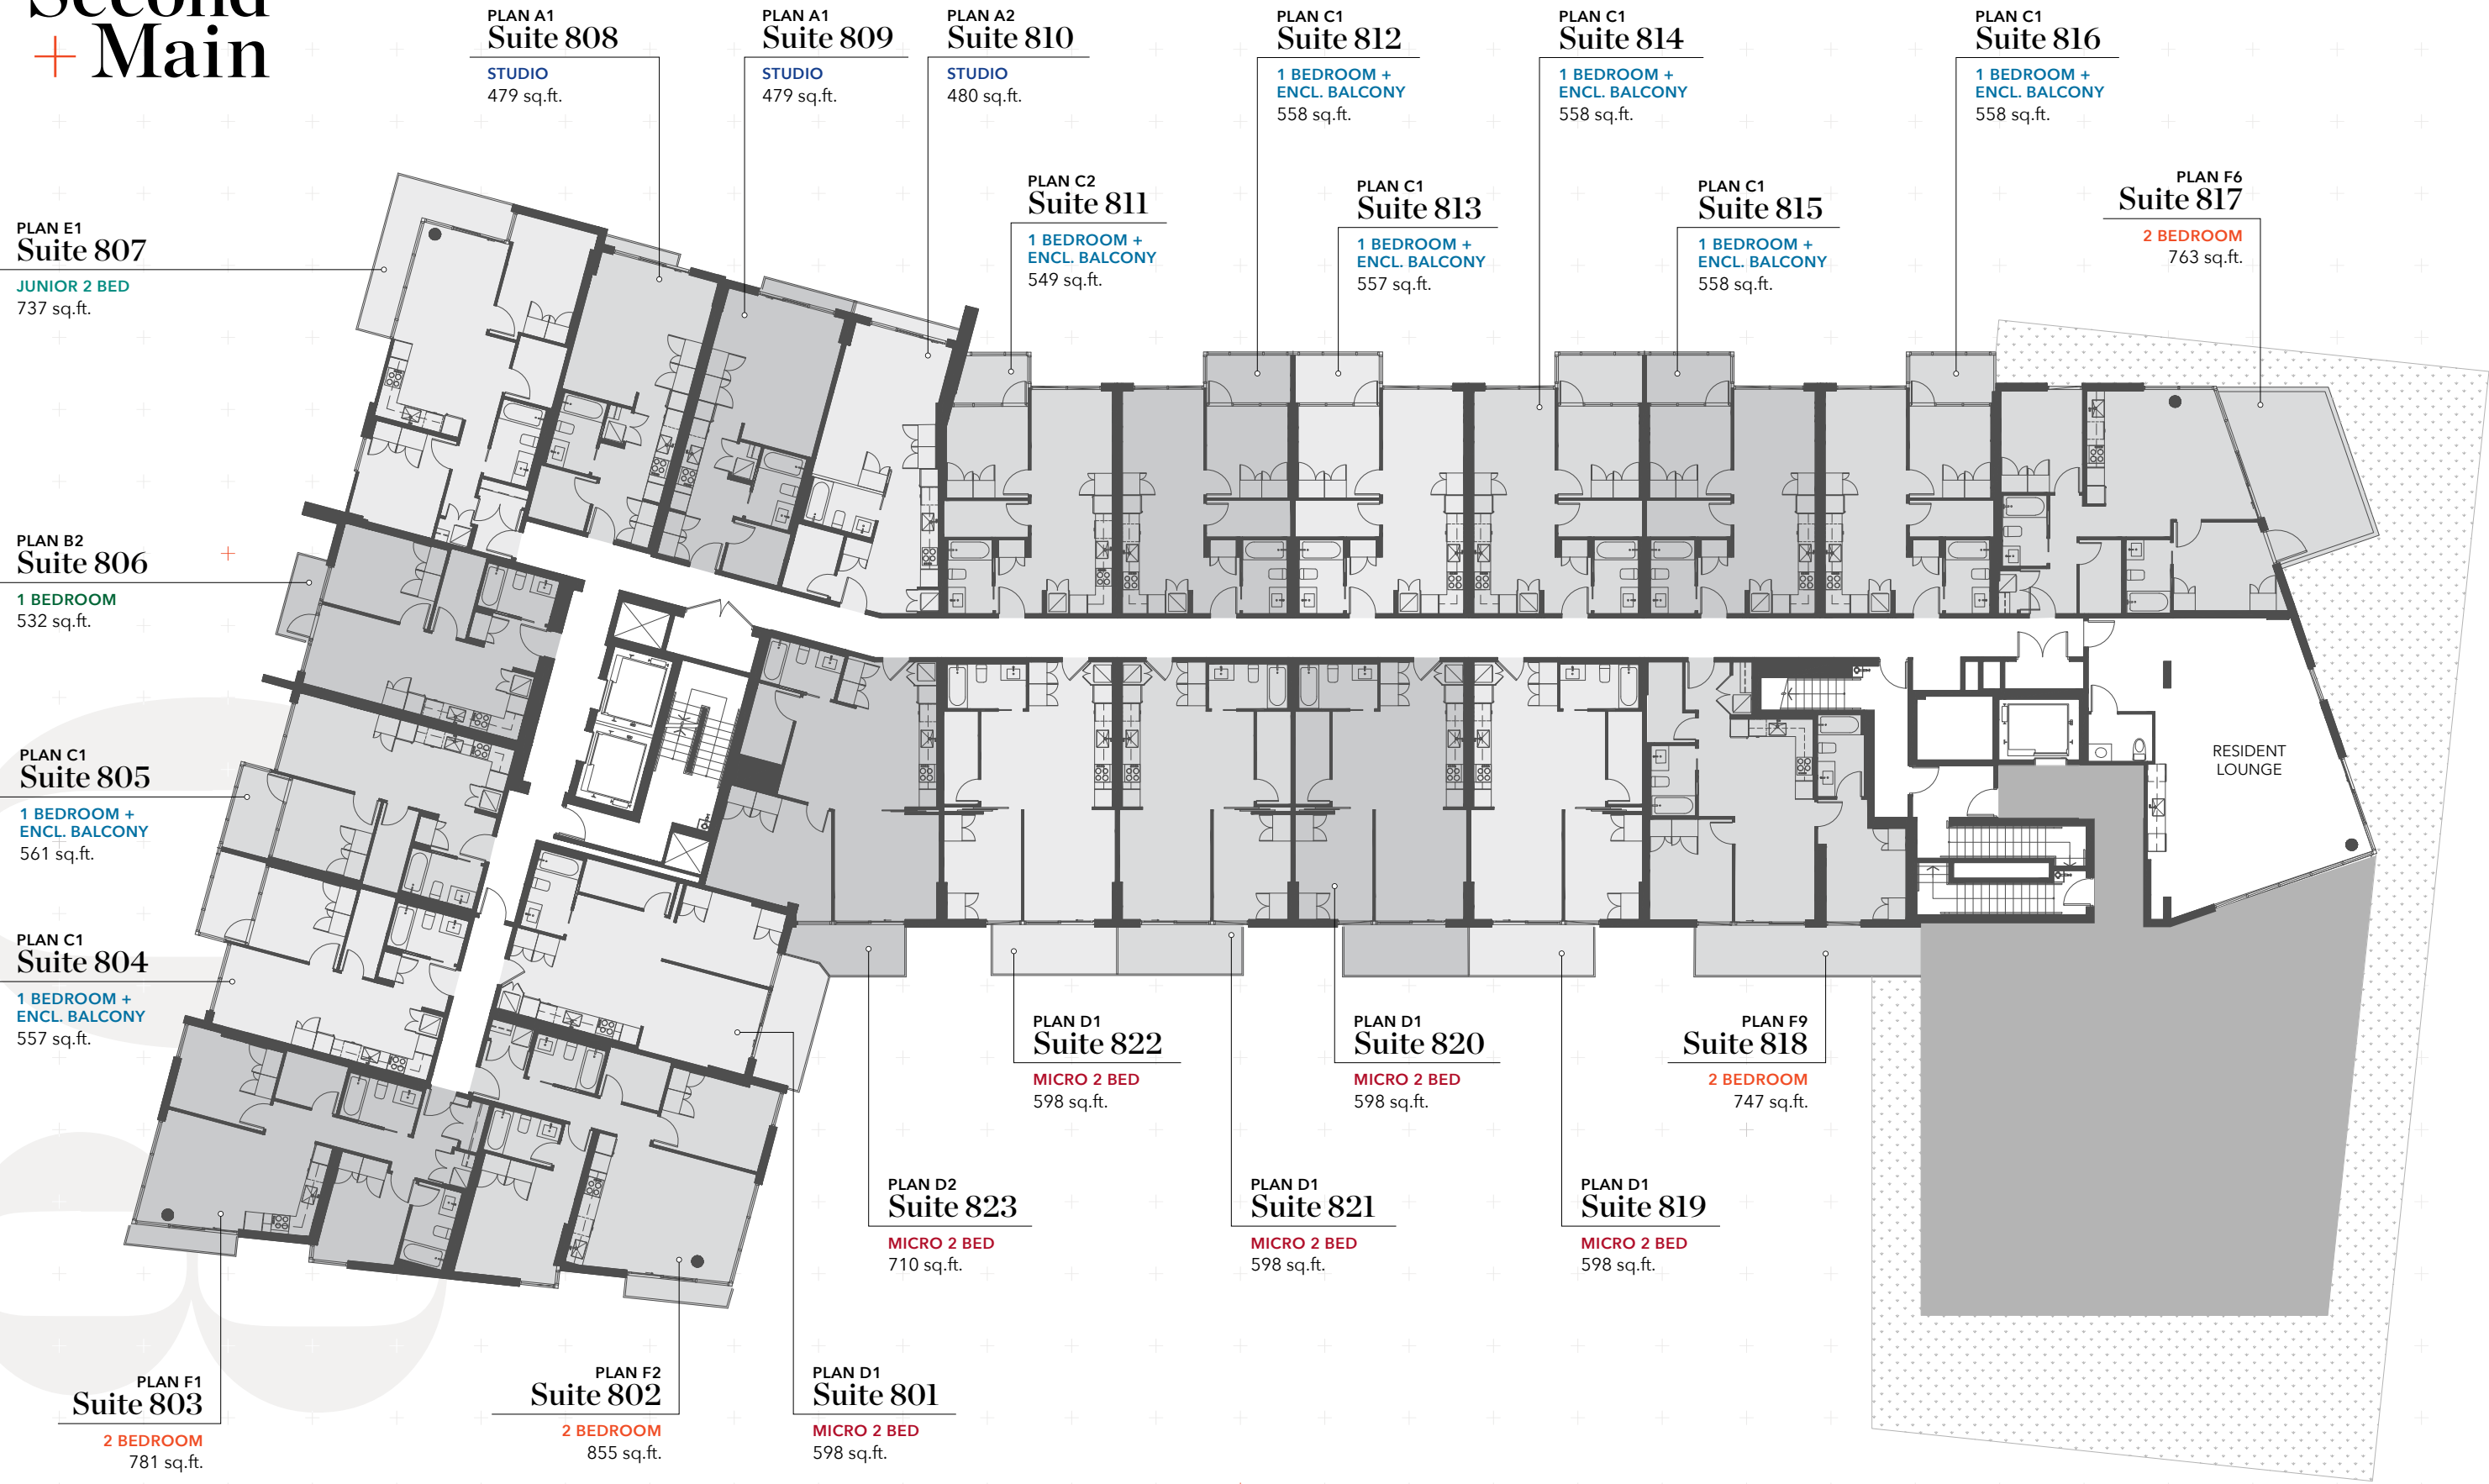 Second
+ Main
PLAN A1
Suite 808
STUDIO
479 sq.ft.
PLAN A1
Suite 809
STUDIO
479 sq.ft.
PLAN A2
Suite 810
STUDIO
480 sq.ft.
PLAN C1
Suite 812
1 BEDROOM +
ENCL. BALCONY
558 sq.ft.
PLAN C1
Suite 814
1 BEDROOM +
ENCL. BALCONY
558 sq.ft.
PLAN C1
Suite 816
1 BEDROOM +
ENCL. BALCONY
558 sq.ft.
PLAN C2
Suite 811
1 BEDROOM +
ENCL. BALCONY
549 sq.ft.
PLAN C1
Suite 813
1 BEDROOM +
ENCL. BALCONY
557 sq.ft.
PLAN C1
Suite 815
1 BEDROOM +
ENCL. BALCONY
558 sq.ft.
PLAN F6
Suite 817
2 BEDROOM
763 sq.ft.
PLAN E1
Suite 807
JUNIOR 2 BED
737 sq.ft.
PLAN B2
Suite 806
1 BEDROOM
532 sq.ft.
PLAN C1
Suite 805
1 BEDROOM +
ENCL. BALCONY
561 sq.ft.
RESIDENT
LOUNGE
PLAN C1
Suite 804
1 BEDROOM +
ENCL. BALCONY
557 sq.ft.
PLAN D1
Suite 822
MICRO 2 BED
598 sq.ft.
PLAN D1
Suite 820
MICRO 2 BED
598 sq.ft.
PLAN F9
Suite 818
2 BEDROOM
747 sq.ft.
PLAN D2
Suite 823
MICRO 2 BED
710 sq.ft.
PLAN D1
Suite 821
MICRO 2 BED
598 sq.ft.
PLAN D1
Suite 819
MICRO 2 BED
598 sq.ft.
PLAN F1
Suite 803
2 BEDROOM
781 sq.ft.
PLAN F2
Suite 802
2 BEDROOM
855 sq.ft.
PLAN D1
Suite 801
MICRO 2 BED
598 sq.ft.